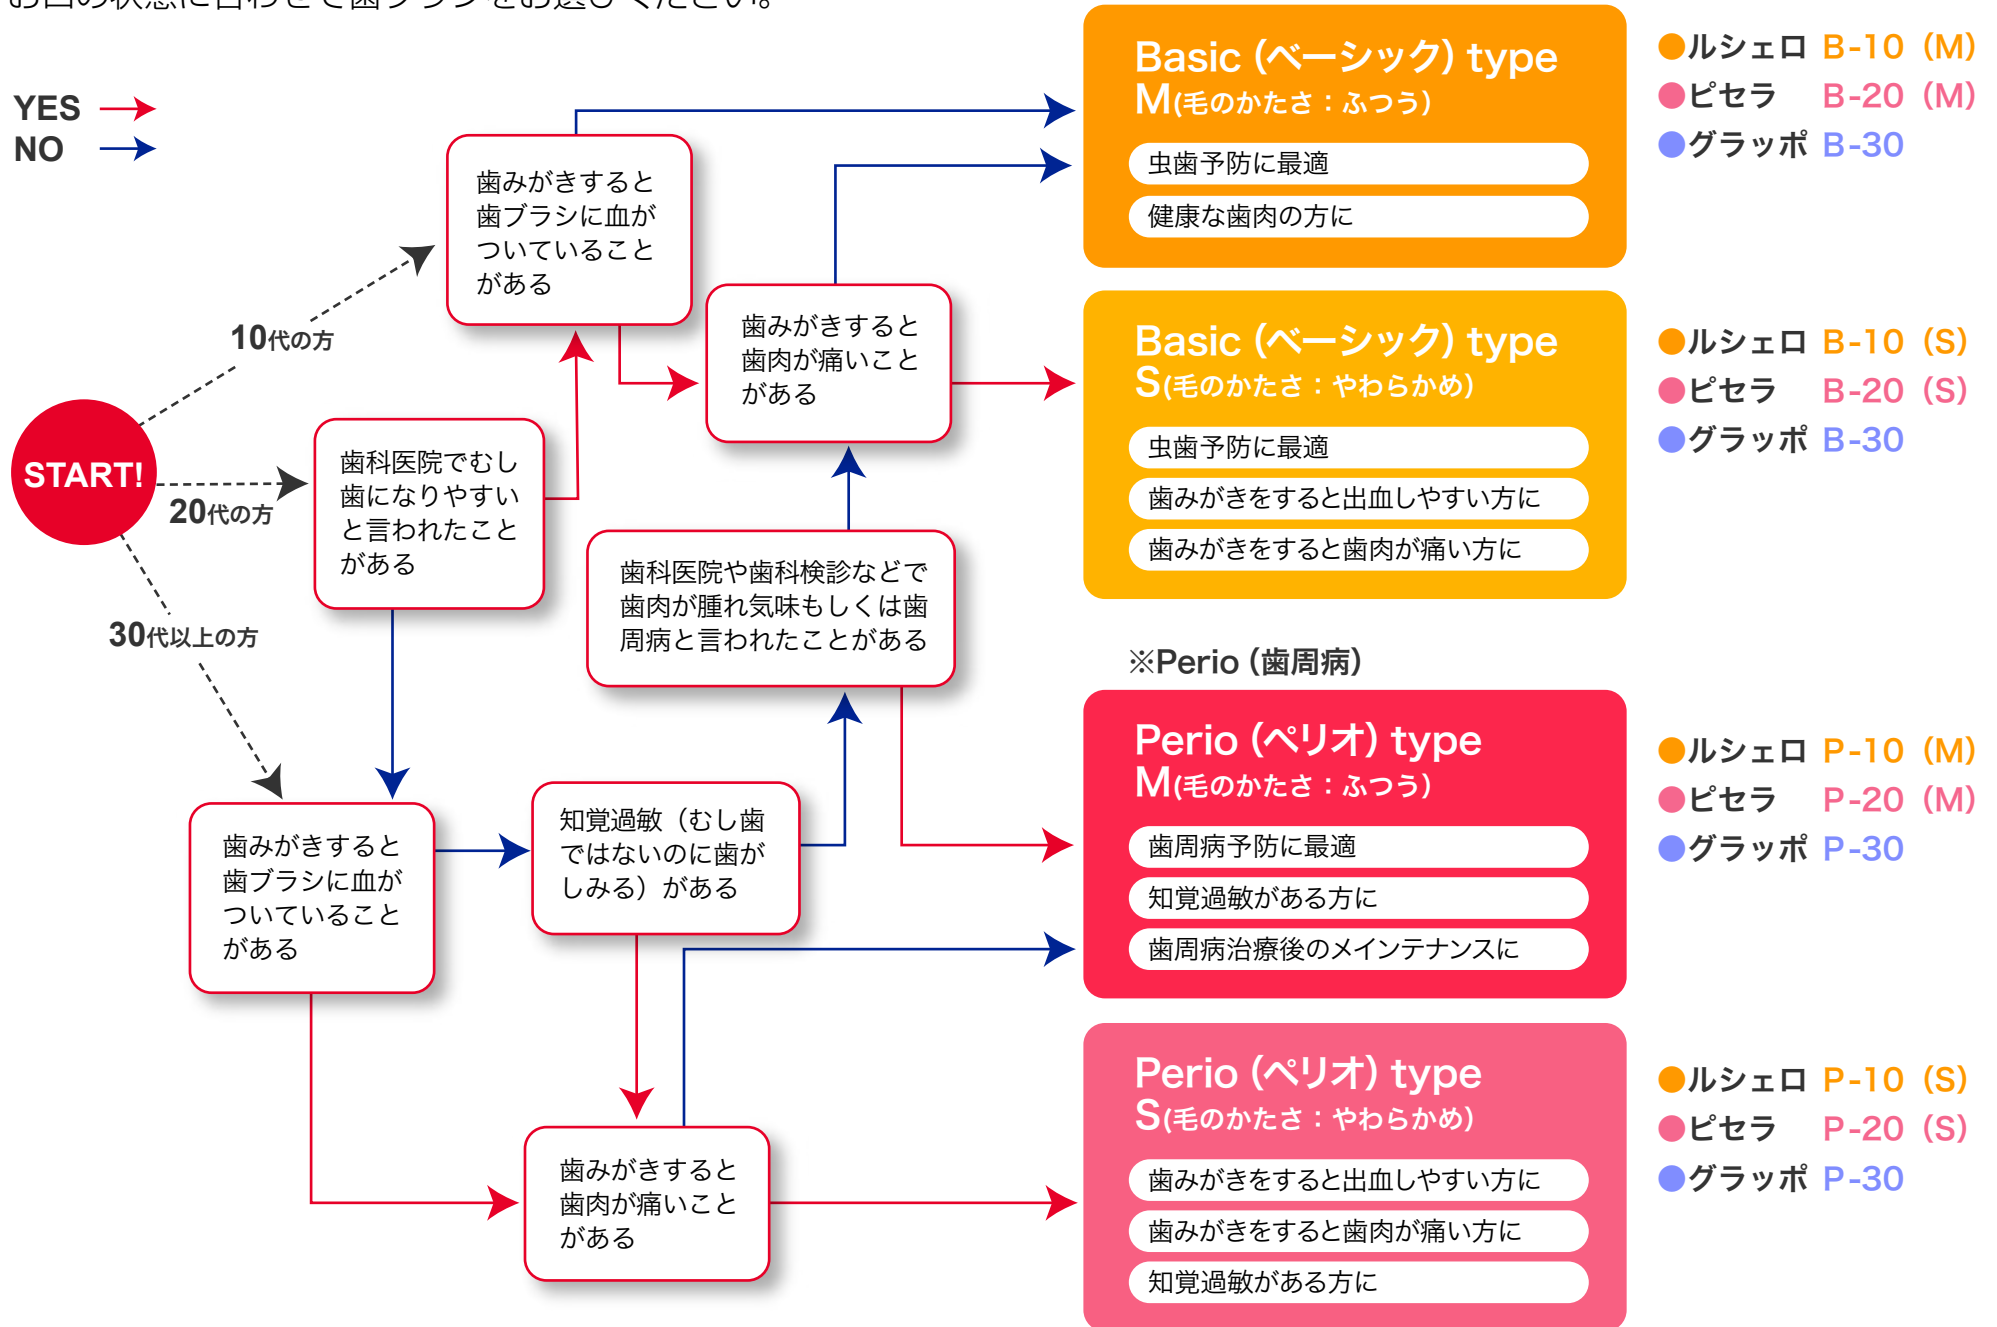 お口の状態に合わせて歯ブラシをお選びください。
YES
NO
START!
10代の方
20代の方
30代以上の方
歯みがきすると
歯ブラシに血が
ついていること
がある
歯みがきすると
歯肉が痛いこと
がある
歯科医院でむし
歯になりやすい
と言われたこと
がある
歯科医院や歯科検診などで
歯肉が腫れ気味もしくは歯
周病と言われたことがある
歯みがきすると
歯ブラシに血が
ついていること
がある
知覚過敏（むし歯
ではないのに歯が
しみる）がある
歯みがきすると
歯肉が痛いこと
がある
Basic（ベーシック）type
M(毛のかたさ：ふつう）
虫歯予防に最適
健康な歯肉の方に
●ルシェロ B-10（M）
●ピセラ B-20（M）
●グラッポ B-30
Basic（ベーシック）type
S(毛のかたさ：やわらかめ）
虫歯予防に最適
歯みがきをすると出血しやすい方に
歯みがきをすると歯肉が痛い方に
●ルシェロ B-10（S）
●ピセラ B-20（S）
●グラッポ B-30
※Perio（歯周病）
Perio（ペリオ）type
M(毛のかたさ：ふつう）
歯周病予防に最適
知覚過敏がある方に
歯周病治療後のメインテナンスに
●ルシェロ P-10（M）
●ピセラ P-20（M）
●グラッポ P-30
Perio（ペリオ）type
S(毛のかたさ：やわらかめ）
歯みがきをすると出血しやすい方に
歯みがきをすると歯肉が痛い方に
知覚過敏がある方に
●ルシェロ P-10（S）
●ピセラ P-20（S）
●グラッポ P-30